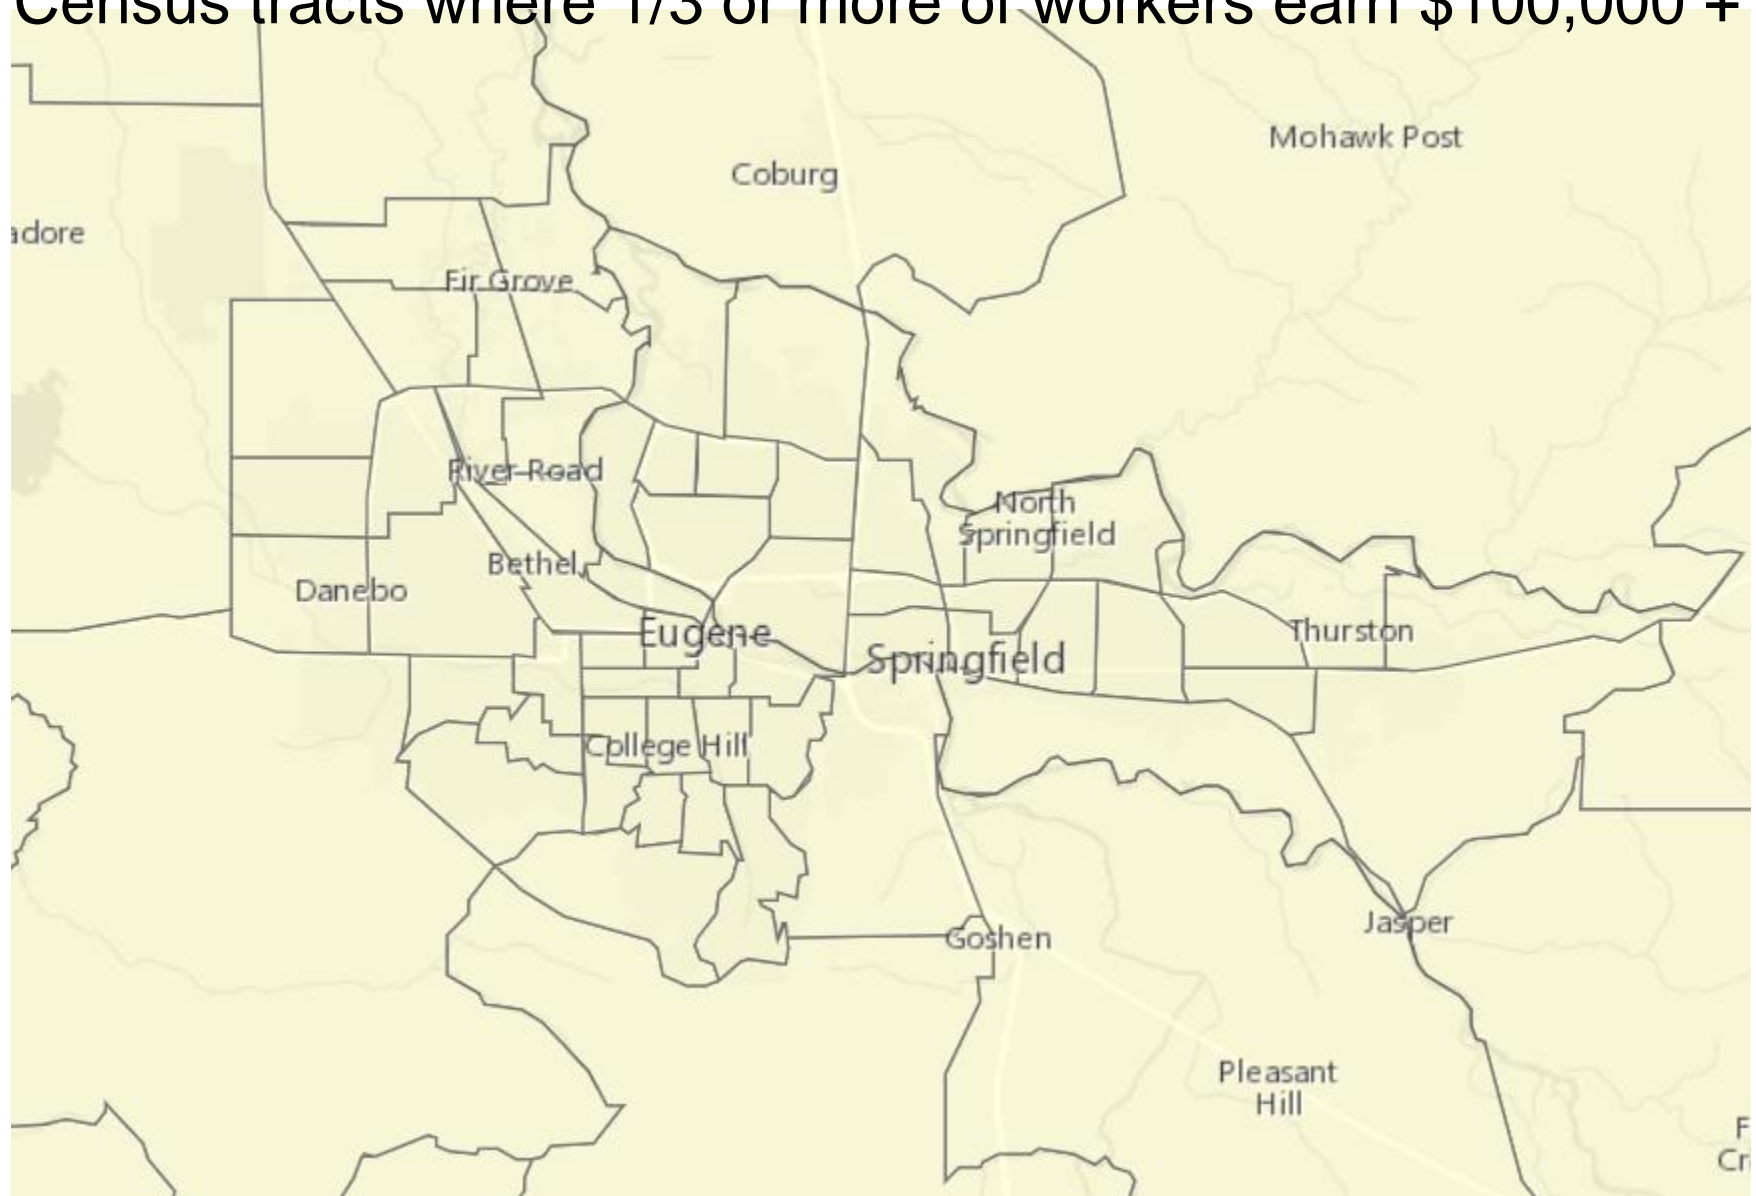 Census tracts where 1/3 or more of workers earn $100,000 +
Mohawk Post
Coburg
adore
Fir Grove
River Road
North
Springfield
Bethel
Danebo
Eugene
Thurston
Springfield
College Hill
Jasper
Goshen
Pleasant
Hill
F
Cr